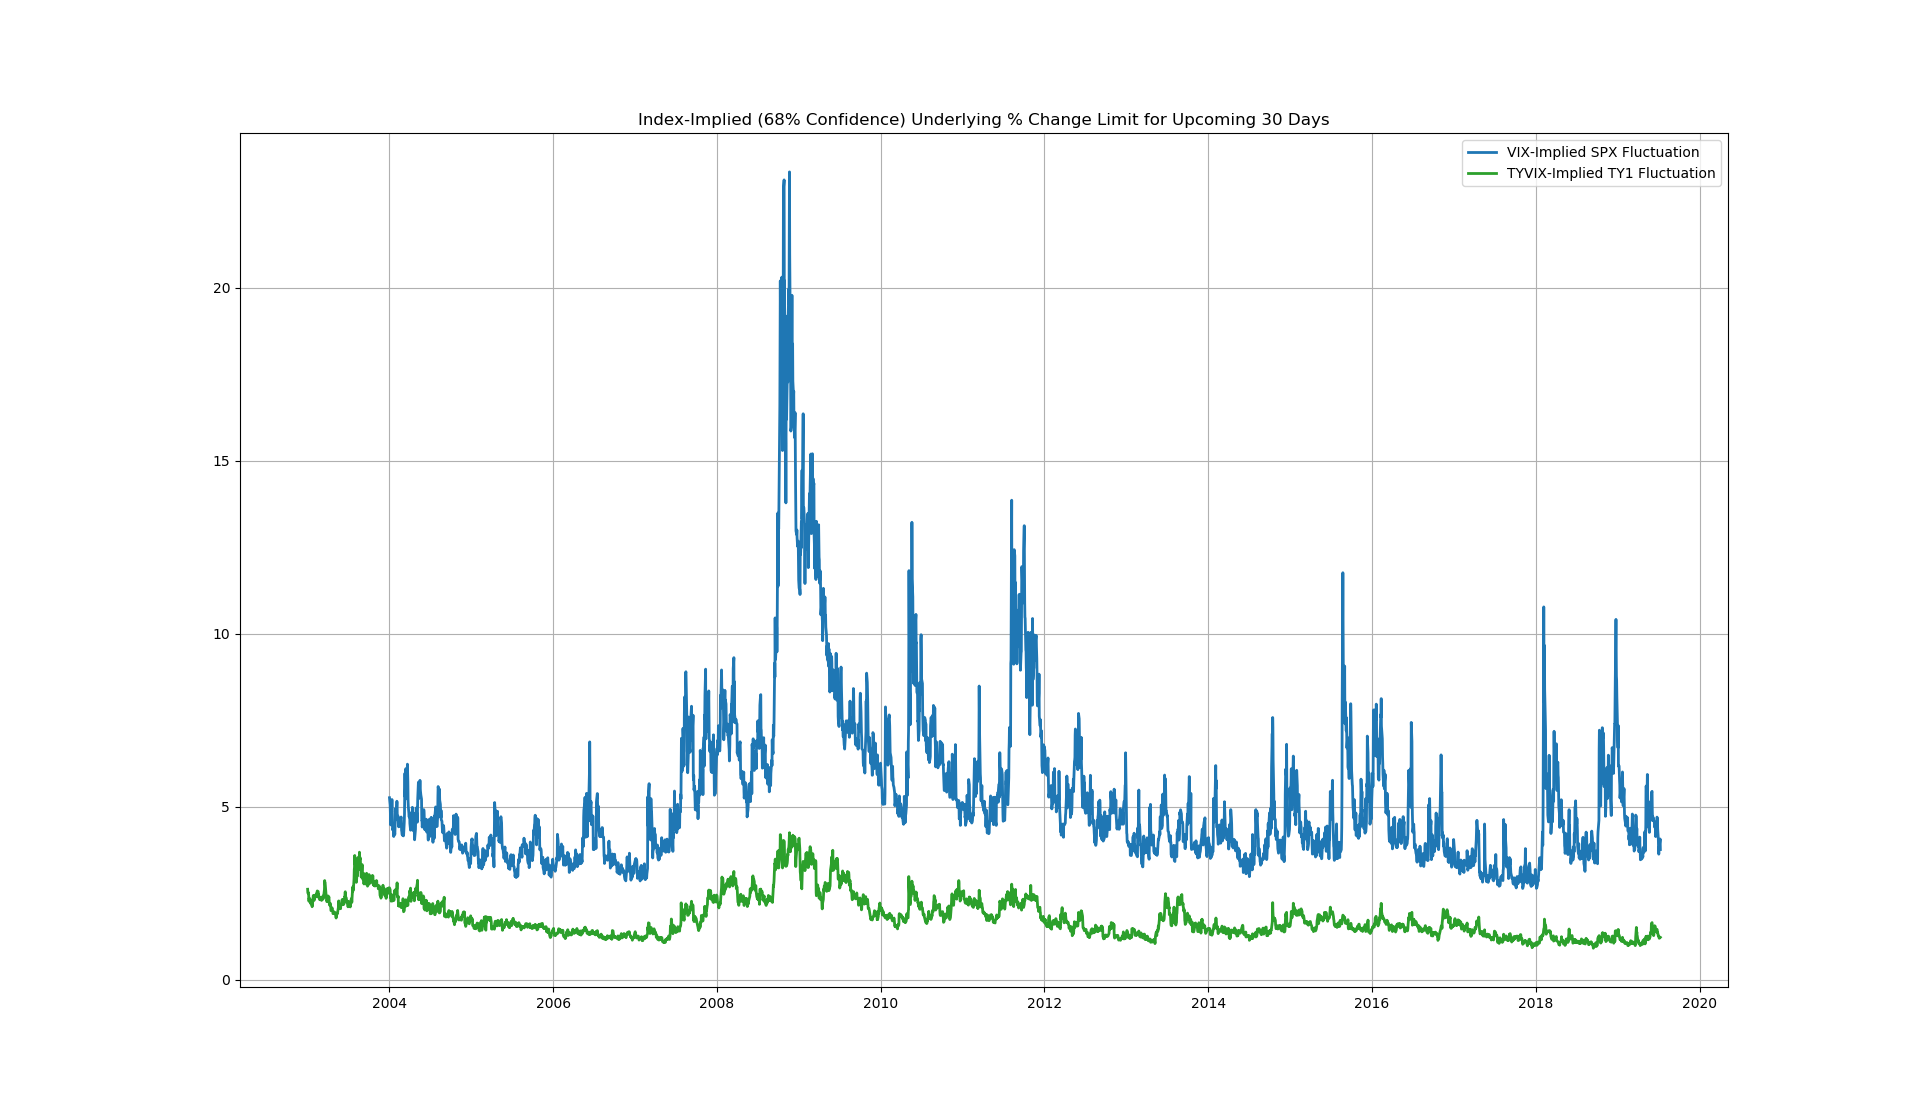 Index-Implied (68% Confidence) Underlying % Change Limit for Upcoming 30 Days
VIX-Implied SPX Fluctuation
TYVIX-Implied TY1 Fluctuation
20
15
10
5
0
2004 2006 2008 2010 2012 2014 2016 2018 2020